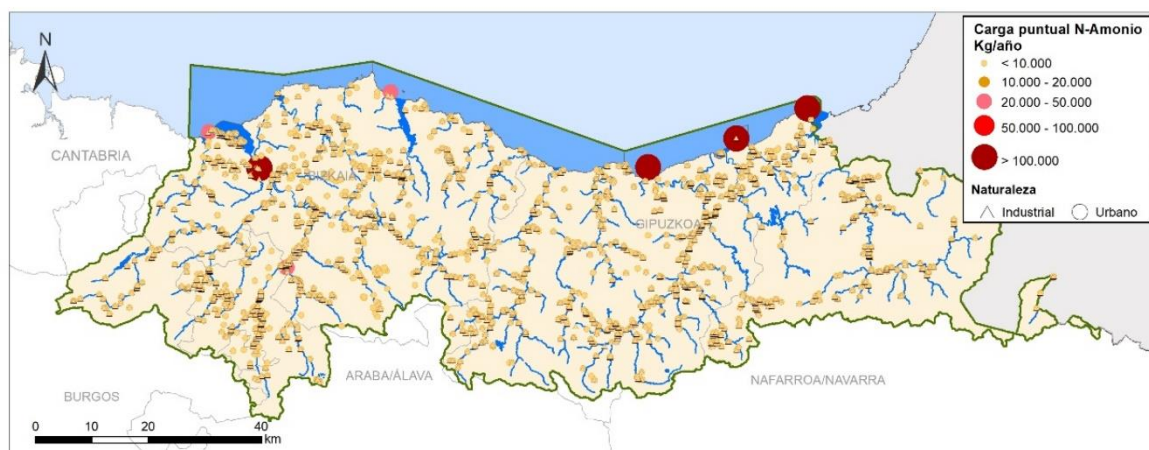 N
Carga puntual N-Amonio
Kg/año
< 10.000
10.000 - 20.000
20.000 - 50.000
50.000 - 100.000
> 100.000
Naturaleza
Industrial Urbano
CANTABRIA
BIZKAIA
GIPUZKOA
ARABA/ÁLAVA
NAFARROA/NAVARRA
BURGOS
0 10 20 40
km